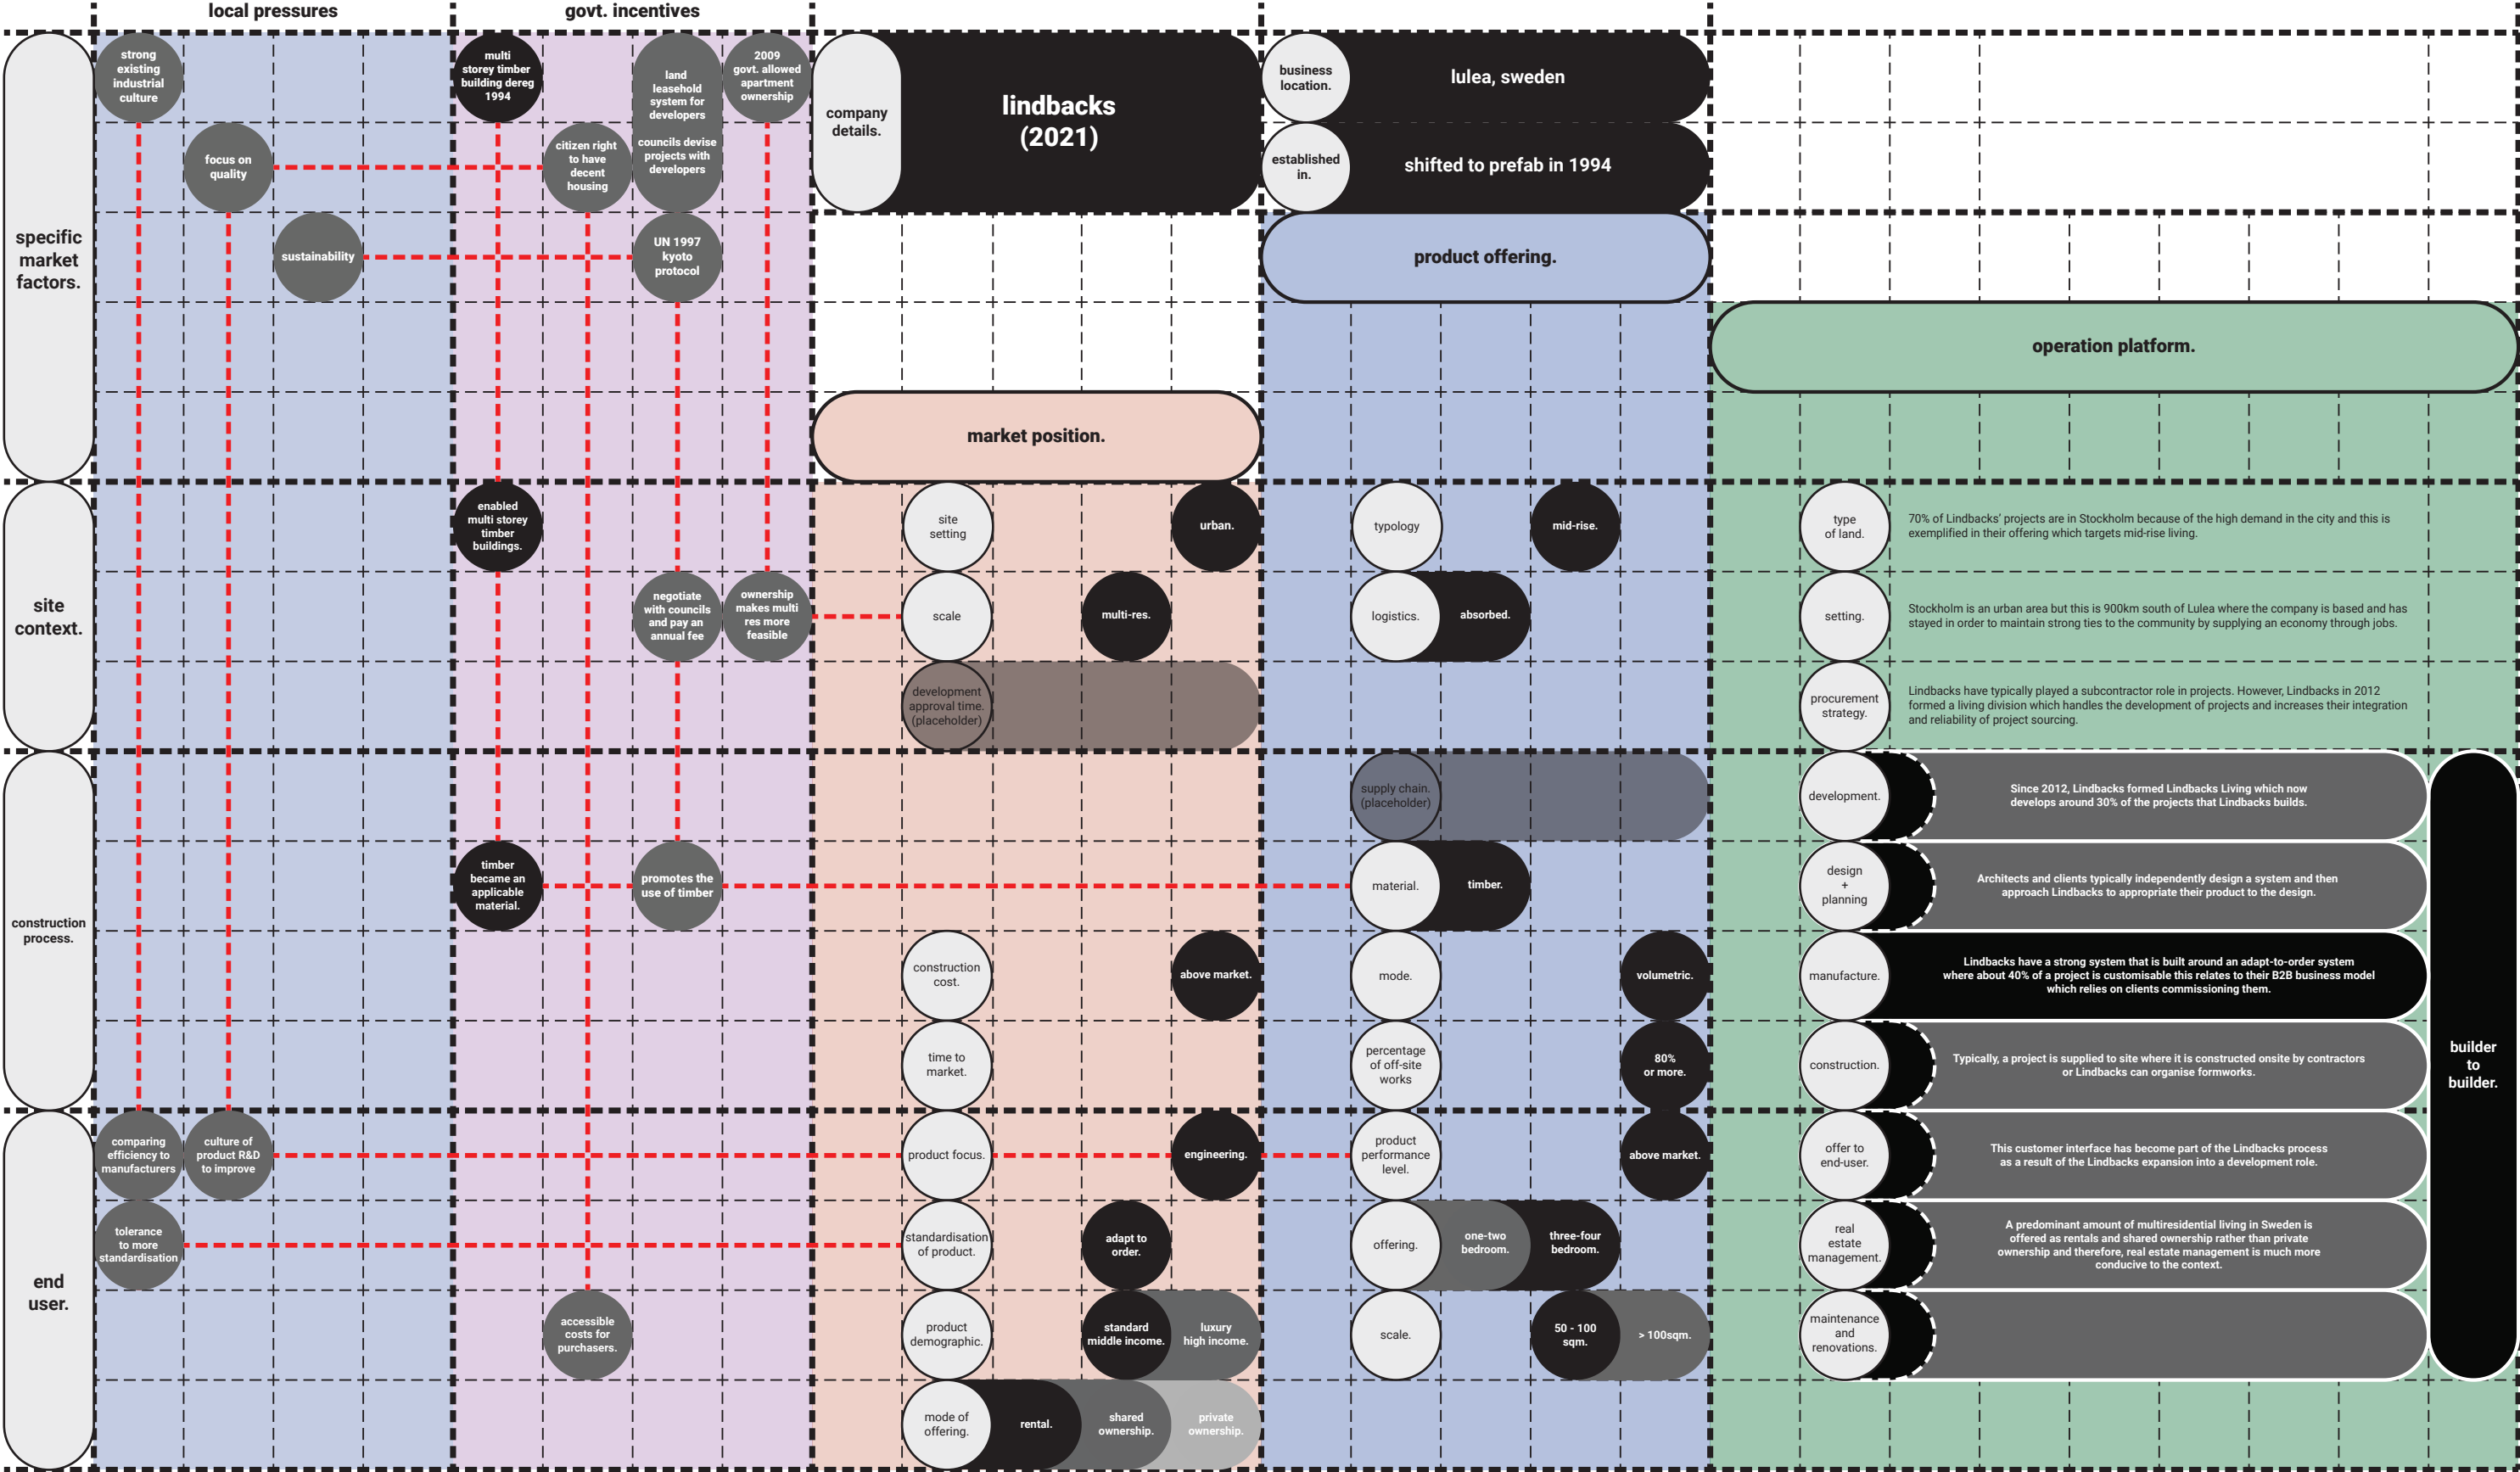 local pressures
govt. incentives
specific
market
factors.
strong
existing
industrial
culture
focus on
quality
sustainability
multi
storey timber
building dereg
1994
citizen right
to have
decent
housing
land
leasehold
system for
developers
councils devise
projects with
developers
2009
govt. allowed
apartment
ownership
UN 1997
kyoto
protocol
company
details.
lindbacks
(2021)
business
location.
lulea, sweden
established
in.
shifted to prefab in 1994
product offering.
operation platform.
market position.
site
context.
enabled
multi storey
timber
buildings.
negotiate
with councils
and pay an
annual fee
ownership
makes multi
res more
feasible
site
setting
urban.
scale
multi-res.
development
approval time.
(placeholder)
typology
mid-rise.
logistics.
absorbed.
type
of land.
70% of Lindbacks' projects are in Stockholm because of the high demand in the city and this is
exemplified in their offering which targets mid-rise living.
setting.
Stockholm is an urban area but this is 900km south of Lulea where the company is based and has
stayed in order to maintain strong ties to the community by supplying an economy through jobs.
procurement
strategy.
Lindbacks have typically played a subcontractor role in projects. However, Lindbacks in 2012
formed a living division which handles the development of projects and increases their integration
and reliability of project sourcing.
construction
process.
timber
became an
applicable
material.
promotes the
use of timber
construction
cost.
above market.
time to
market.
supply chain.
(placeholder)
material.
timber.
mode.
volumetric.
percentage
of off-site
works
80%
or more.
development.
Since 2012, Lindbacks formed Lindbacks Living which now
develops around 30% of the projects that Lindbacks builds.
design
+
planning
Architects and clients typically independently design a system and then
approach Lindbacks to appropriate their product to the design.
manufacture.
Lindbacks have a strong system that is built around an adapt-to-order system
where about 40% of a project is customisable this relates to their B2B business model
which relies on clients commissioning them.
construction.
Typically, a project is supplied to site where it is constructed onsite by contractors
or Lindbacks can organise formworks.
builder
to
builder.
end
user.
comparing
efficiency to
manufacturers
culture of
product R&D
to improve
tolerance
to more
standardisation
accessible
costs for
purchasers.
product focus.
engineering.
standardisation
of product.
adapt to
order.
product
demographic.
standard
middle income.
luxury
high income.
mode of
offering.
rental.
shared
ownership.
private
ownership.
product
performance
level.
above market.
offering.
one-two
bedroom.
three-four
bedroom.
scale.
50 - 100
sqm.
> 100sqm.
offer to
end-user.
This customer interface has become part of the Lindbacks process
as a result of the Lindbacks expansion into a development role.
real
estate
management.
A predominant amount of multiresidential living in Sweden is
offered as rentals and shared ownership rather than private
ownership and therefore, real estate management is much more
conducive to the context.
maintenance
and
renovations.